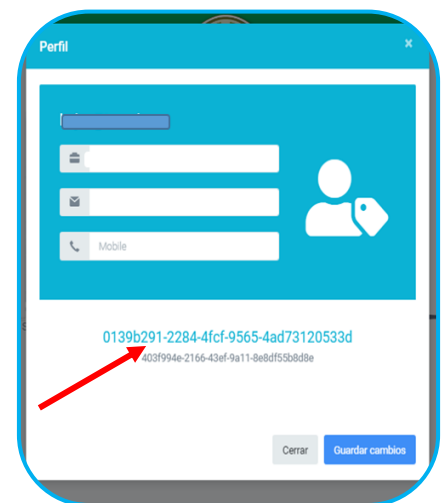 Perfil ×
Mobile
0139b291-2284-4fcf-9565-4ad73120533d
403f994e-2166-43ef-9a11-8e8df55b8d8e
Cerrar Guardar cambios